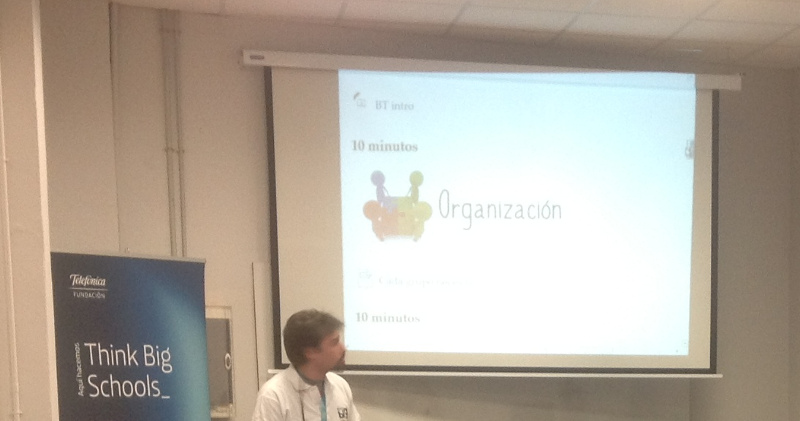 BT intro
10 minutos
Organización
10 minutos
Telefónica
FUNDACIÓN
Aquí hacemos
Think Big
Schools_